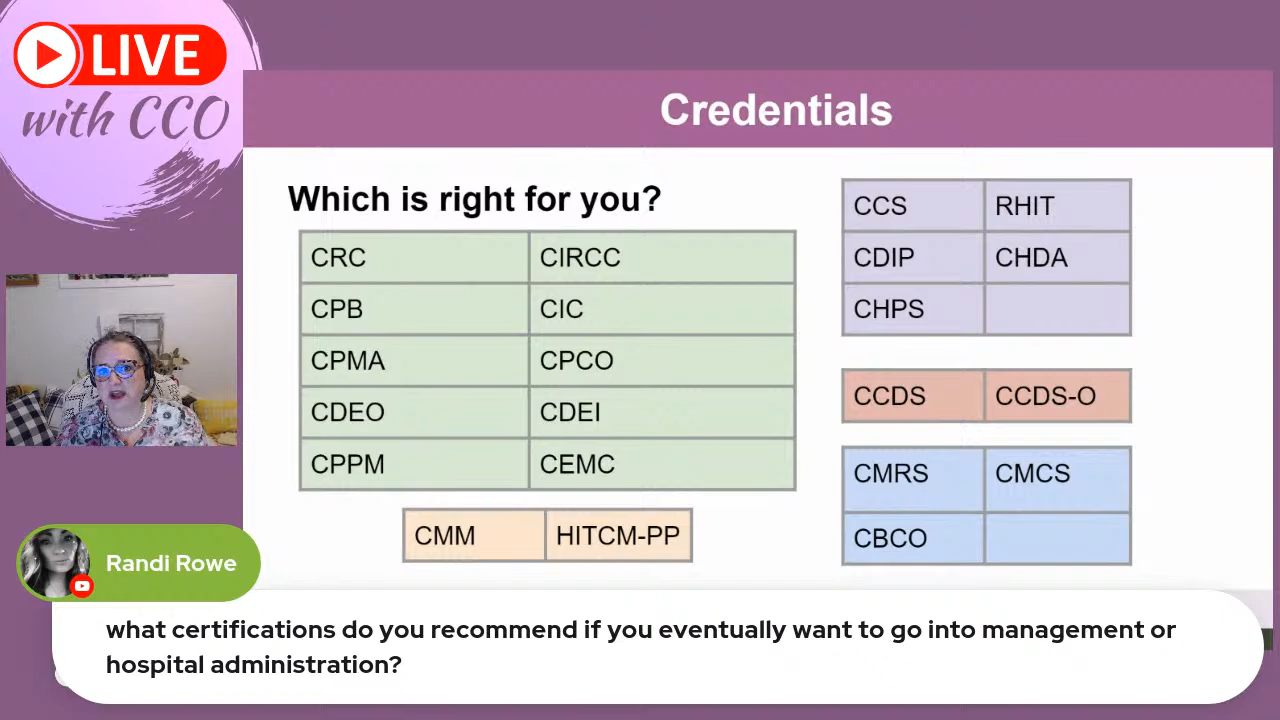 LIVE
with CCO
Credentials
Which is right for you?
CRC CIRCC
CPB CIC
CPMA CPCO
CDEO CDEI
CPPM CEMC
CMM HITCM-PP
CCS RHIT
CDIP CHDA
CHPS
CCDS CCDS-O
CMRS CMCS
CBCO
Randi Rowe
what certifications do you recommend if you eventually want to go into management or
hospital administration?